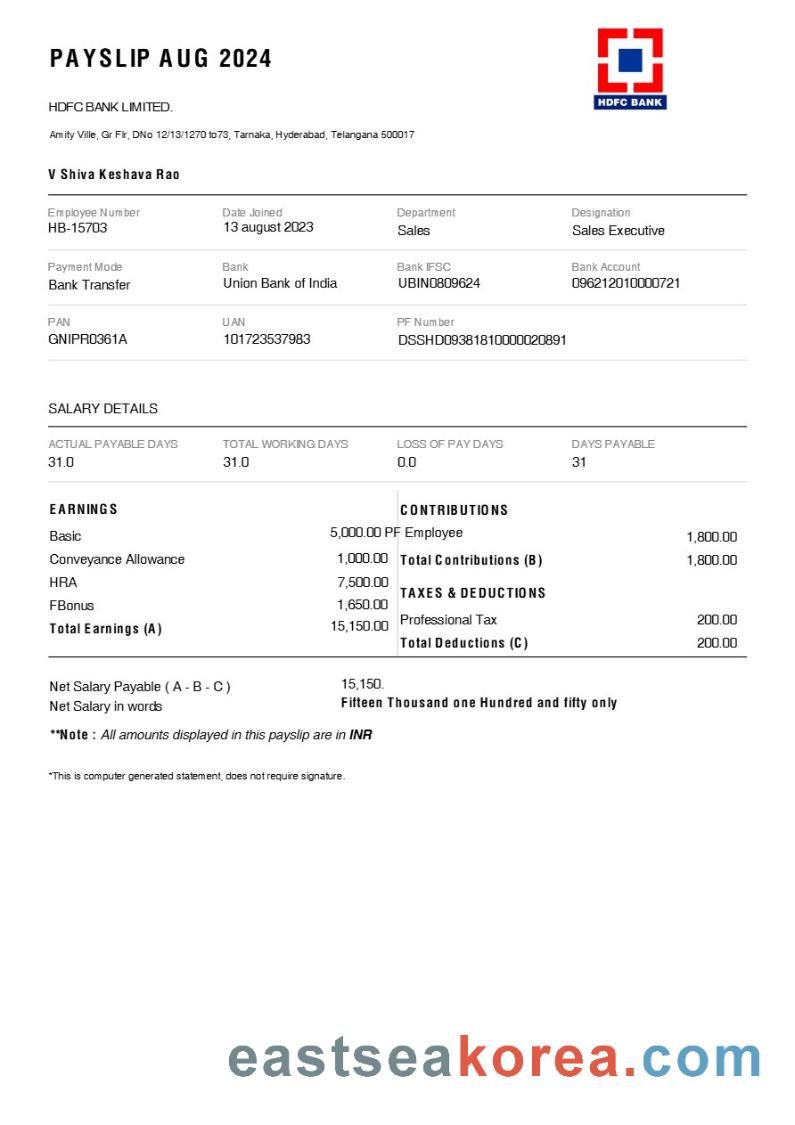 PAYSLIP AUG 2024
HDFC BANK
HDFC BANK LIMITED.
Amity Ville, Gr Flr, DNo 12/13/1270 to73, Tarnaka, Hyderabad, Telangana 500017
V Shiva Keshava Rao
Employee Number Date Joined Department Designation
HB-15703 13 august 2023 Sales Sales Executive
Payment Mode Bank Bank IFSC Bank Account
Bank Transfer Union Bank of India UBIN0809624 096212010000721
PAN UAN PF Number
GNIPR0361A 101723537983 DSSHD09381810000020891
SALARY DETAILS
ACTUAL PAYABLE DAYS TOTAL WORKING DAYS LOSS OF PAY DAYS DAYS PAYABLE
31.0 31.0 0.0 31
EARNINGS CONTRIBUTIONS
Basic 5,000.00 PF Employee 1,800.00
Conveyance Allowance 1,000.00 Total Contributions (B) 1,800.00
HRA 7,500.00
TAXES & DEDUCTIONS
FBonus 1,650.00
Professional Tax 200.00
Total Earnings (A) 15,150.00
Total Deductions (C) 200.00
Net Salary Payable ( A - B - C ) 15,150.
Net Salary in words Fifteen Thousand one Hundred and fifty only
**Note : All amounts displayed in this payslip are in INR
*This is computer generated statement, does not require signature.
eastseakorea.com